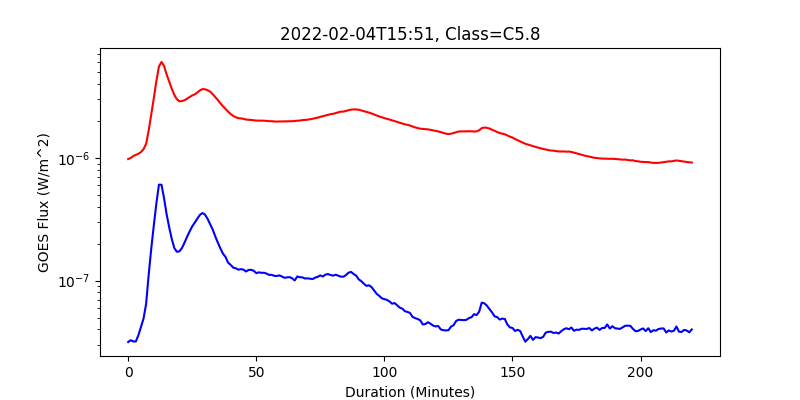 2022-02-04T15:51, Class=C5.8
GOES Flux (W/m^2)
10⁻⁶
10⁻⁷
0 50 100 150 200
Duration (Minutes)